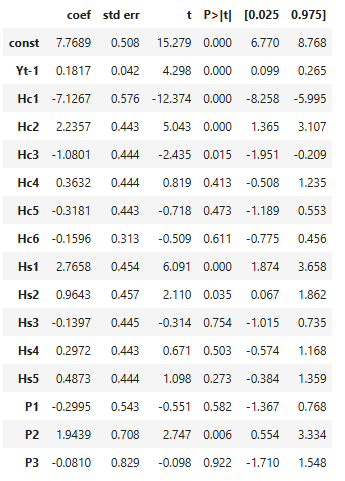 coef std err t P>|t| [0.025 0.975]
const 7.7689 0.508 15.279 0.000 6.770 8.768
Yt-1 0.1817 0.042 4.298 0.000 0.099 0.265
Hc1 -7.1267 0.576 -12.374 0.000 -8.258 -5.995
Hc2 2.2357 0.443 5.043 0.000 1.365 3.107
Hc3 -1.0801 0.444 -2.435 0.015 -1.951 -0.209
Hc4 0.3632 0.444 0.819 0.413 -0.508 1.235
Hc5 -0.3181 0.443 -0.718 0.473 -1.189 0.553
Hc6 -0.1596 0.313 -0.509 0.611 -0.775 0.456
Hs1 2.7658 0.454 6.091 0.000 1.874 3.658
Hs2 0.9643 0.457 2.110 0.035 0.067 1.862
Hs3 -0.1397 0.445 -0.314 0.754 -1.015 0.735
Hs4 0.2972 0.443 0.671 0.503 -0.574 1.168
Hs5 0.4873 0.444 1.098 0.273 -0.384 1.359
P1 -0.2995 0.543 -0.551 0.582 -1.367 0.768
P2 1.9439 0.708 2.747 0.006 0.554 3.334
P3 -0.0810 0.829 -0.098 0.922 -1.710 1.548